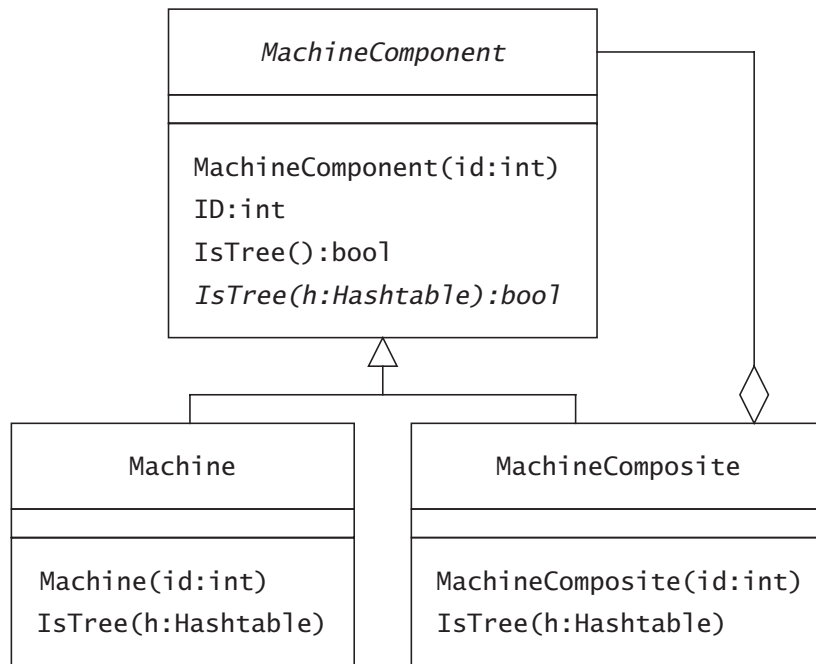 MachineComponent
MachineComponent(id:int)
ID:int
IsTree():bool
IsTree(h:Hashtable):bool
Machine
Machine(id:int)
IsTree(h:Hashtable)
MachineComposite
MachineComposite(id:int)
IsTree(h:Hashtable)